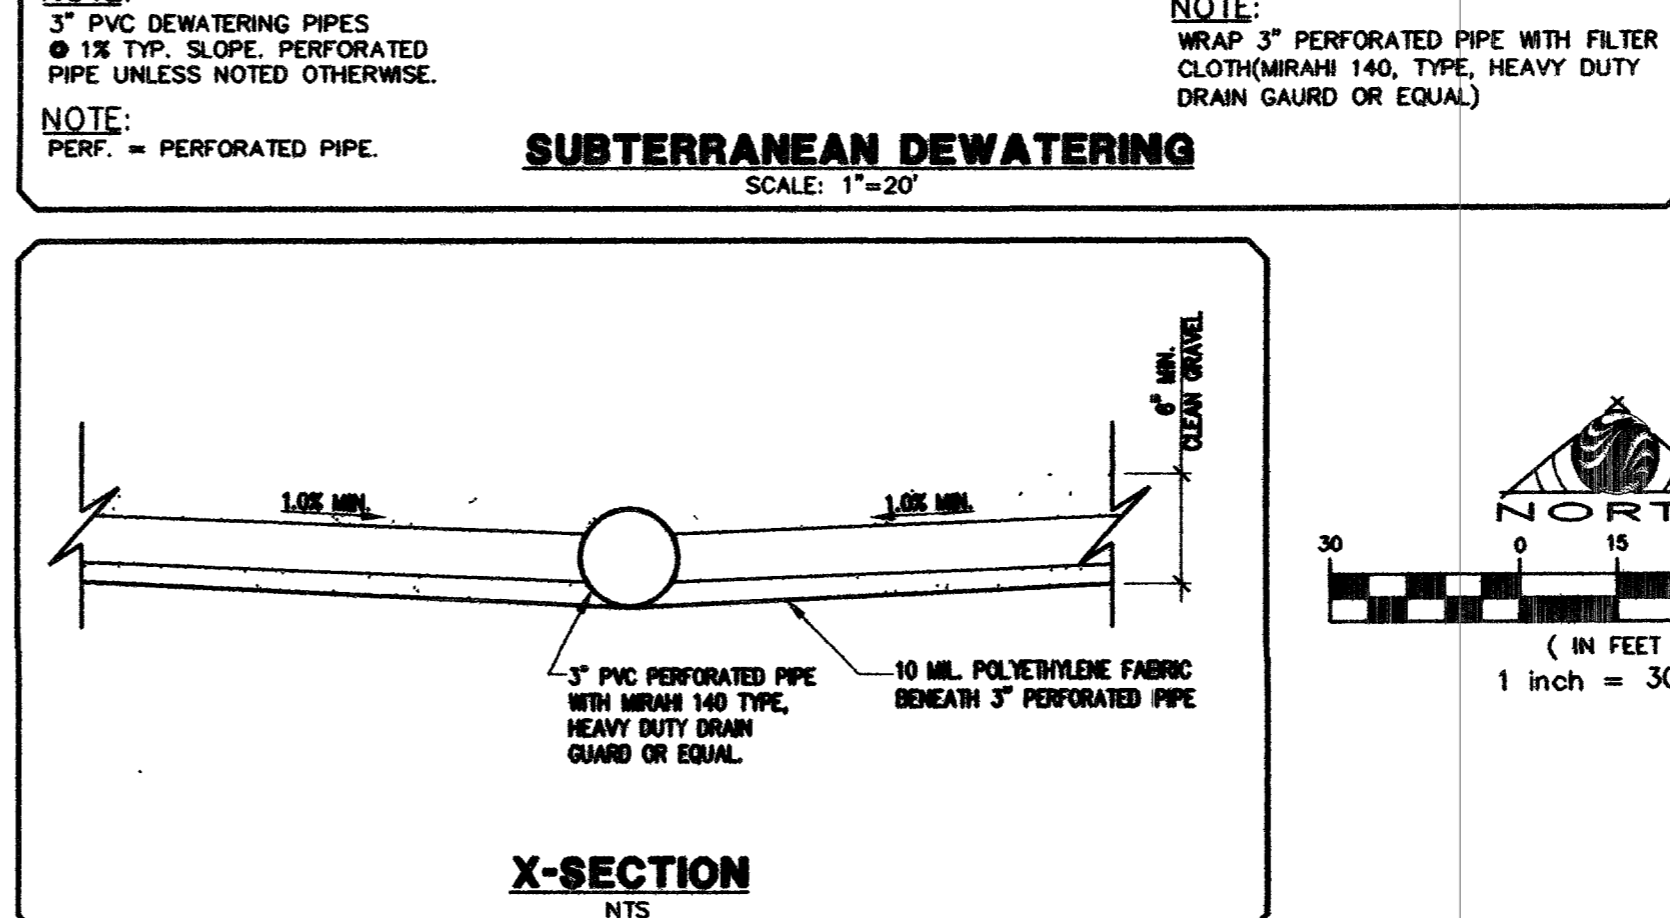 NOTE:
3" PVC DEWATERING PIPES
@ 1% TYP. SLOPE. PERFORATED
PIPE UNLESS NOTED OTHERWISE.
NOTE:
PERF. = PERFORATED PIPE.
NOTE:
WRAP 3" PERFORATED PIPE WITH FILTER
CLOTH(MIRAHI 140, TYPE, HEAVY DUTY
DRAIN GAURD OR EQUAL)
SUBTERRANEAN DEWATERING
SCALE: 1"=20'
6" MIN.
CLEAN GRAVEL
1.0% MIN.
1.0% MIN.
3" PVC PERFORATED PIPE
WITH MIRAHI 140 TYPE,
HEAVY DUTY DRAIN
GUARD OR EQUAL.
10 MIL. POLYETHYLENE FABRIC
BENEATH 3" PERFORATED PIPE
X-SECTION
NTS
NORT
30 0 15
( IN FEET
1 inch = 30